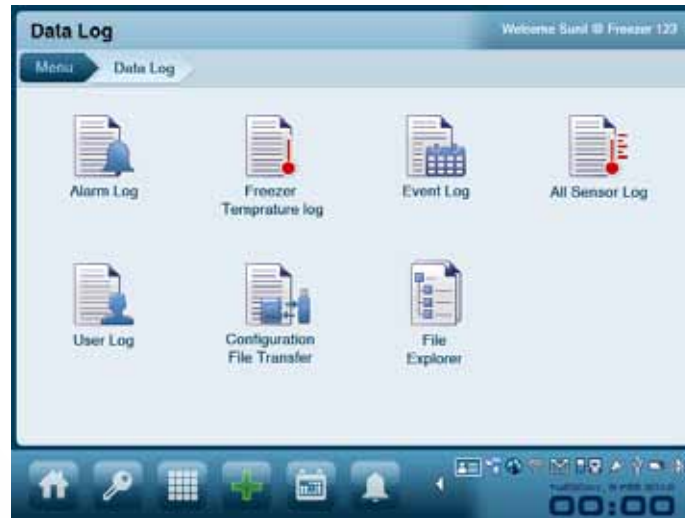 Data Log
Welcome Sunil @ Freezer 123
Menu
Data Log
Alarm Log
Freezer
Temprature log
Event Log
All Sensor Log
User Log
Configuration
File Transfer
File
Explorer
00:00